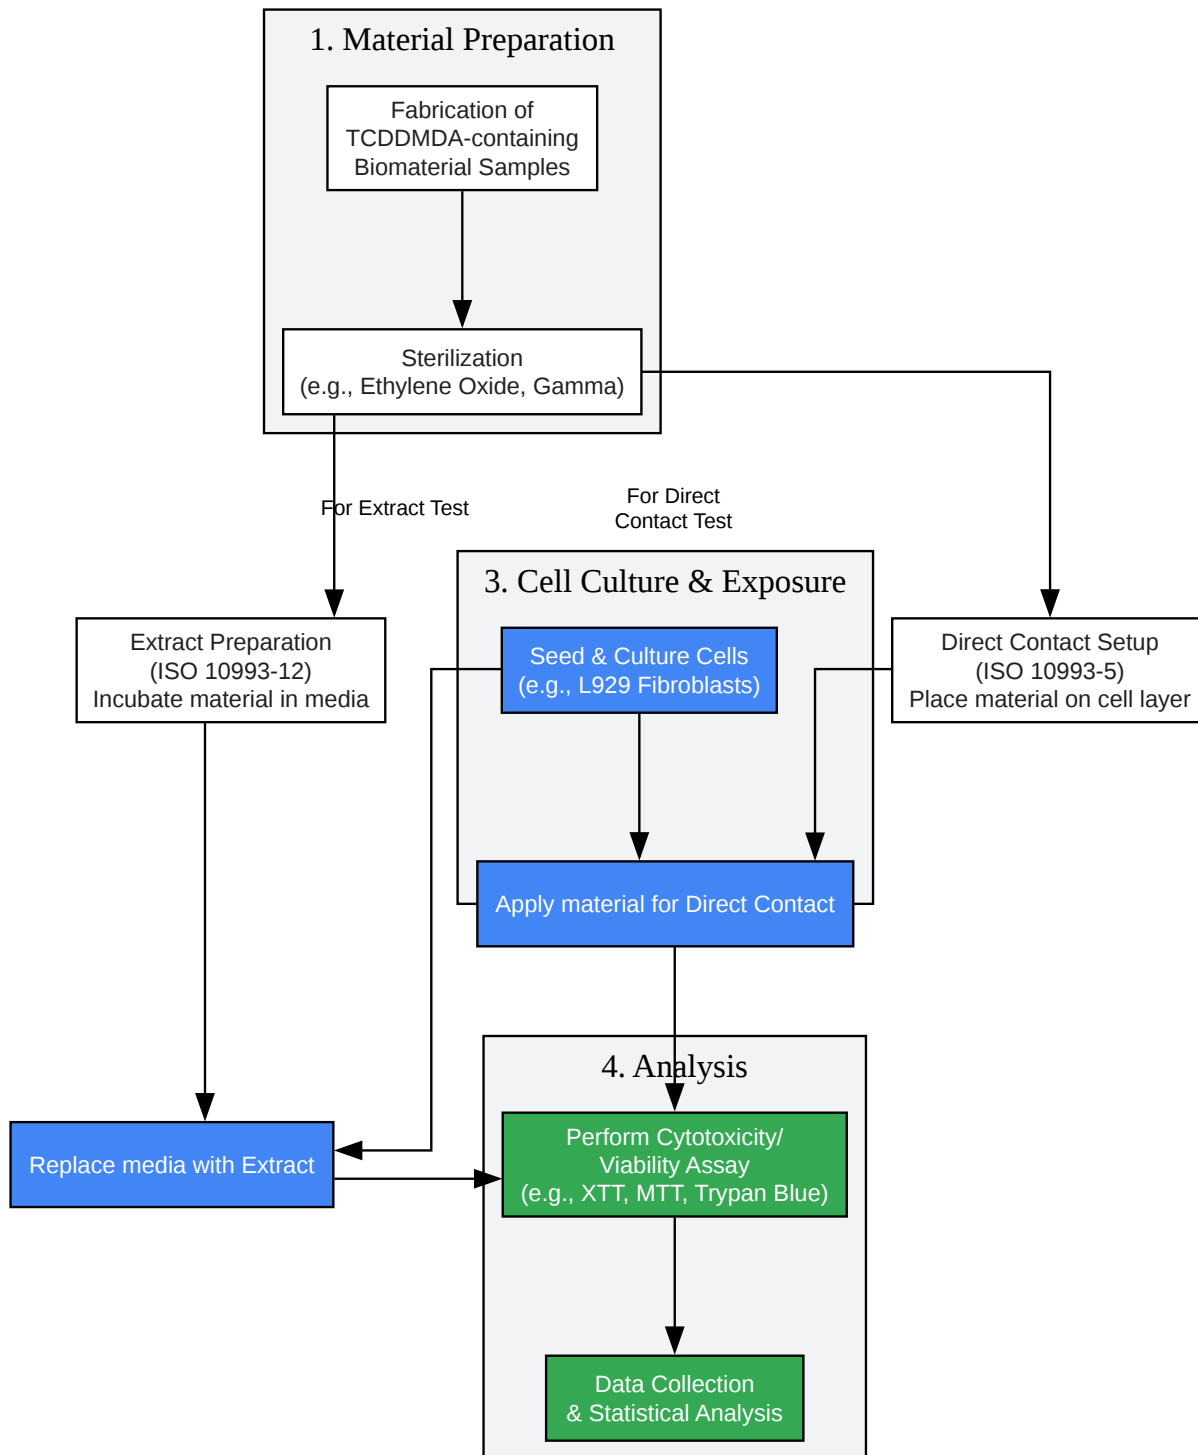 1. Material Preparation
Fabrication of
TCDDMDA-containing
Biomaterial Samples
Sterilization
(e.g., Ethylene Oxide, Gamma)
For Extract Test
For Direct
Contact Test
3. Cell Culture & Exposure
Extract Preparation
(ISO 10993-12)
Incubate material in media
Seed & Culture Cells
(e.g., L929 Fibroblasts)
Direct Contact Setup
(ISO 10993-5)
Place material on cell layer
Apply material for Direct Contact
4. Analysis
Replace media with Extract
Perform Cytotoxicity/
Viability Assay
(e.g., XTT, MTT, Trypan Blue)
Data Collection
& Statistical Analysis